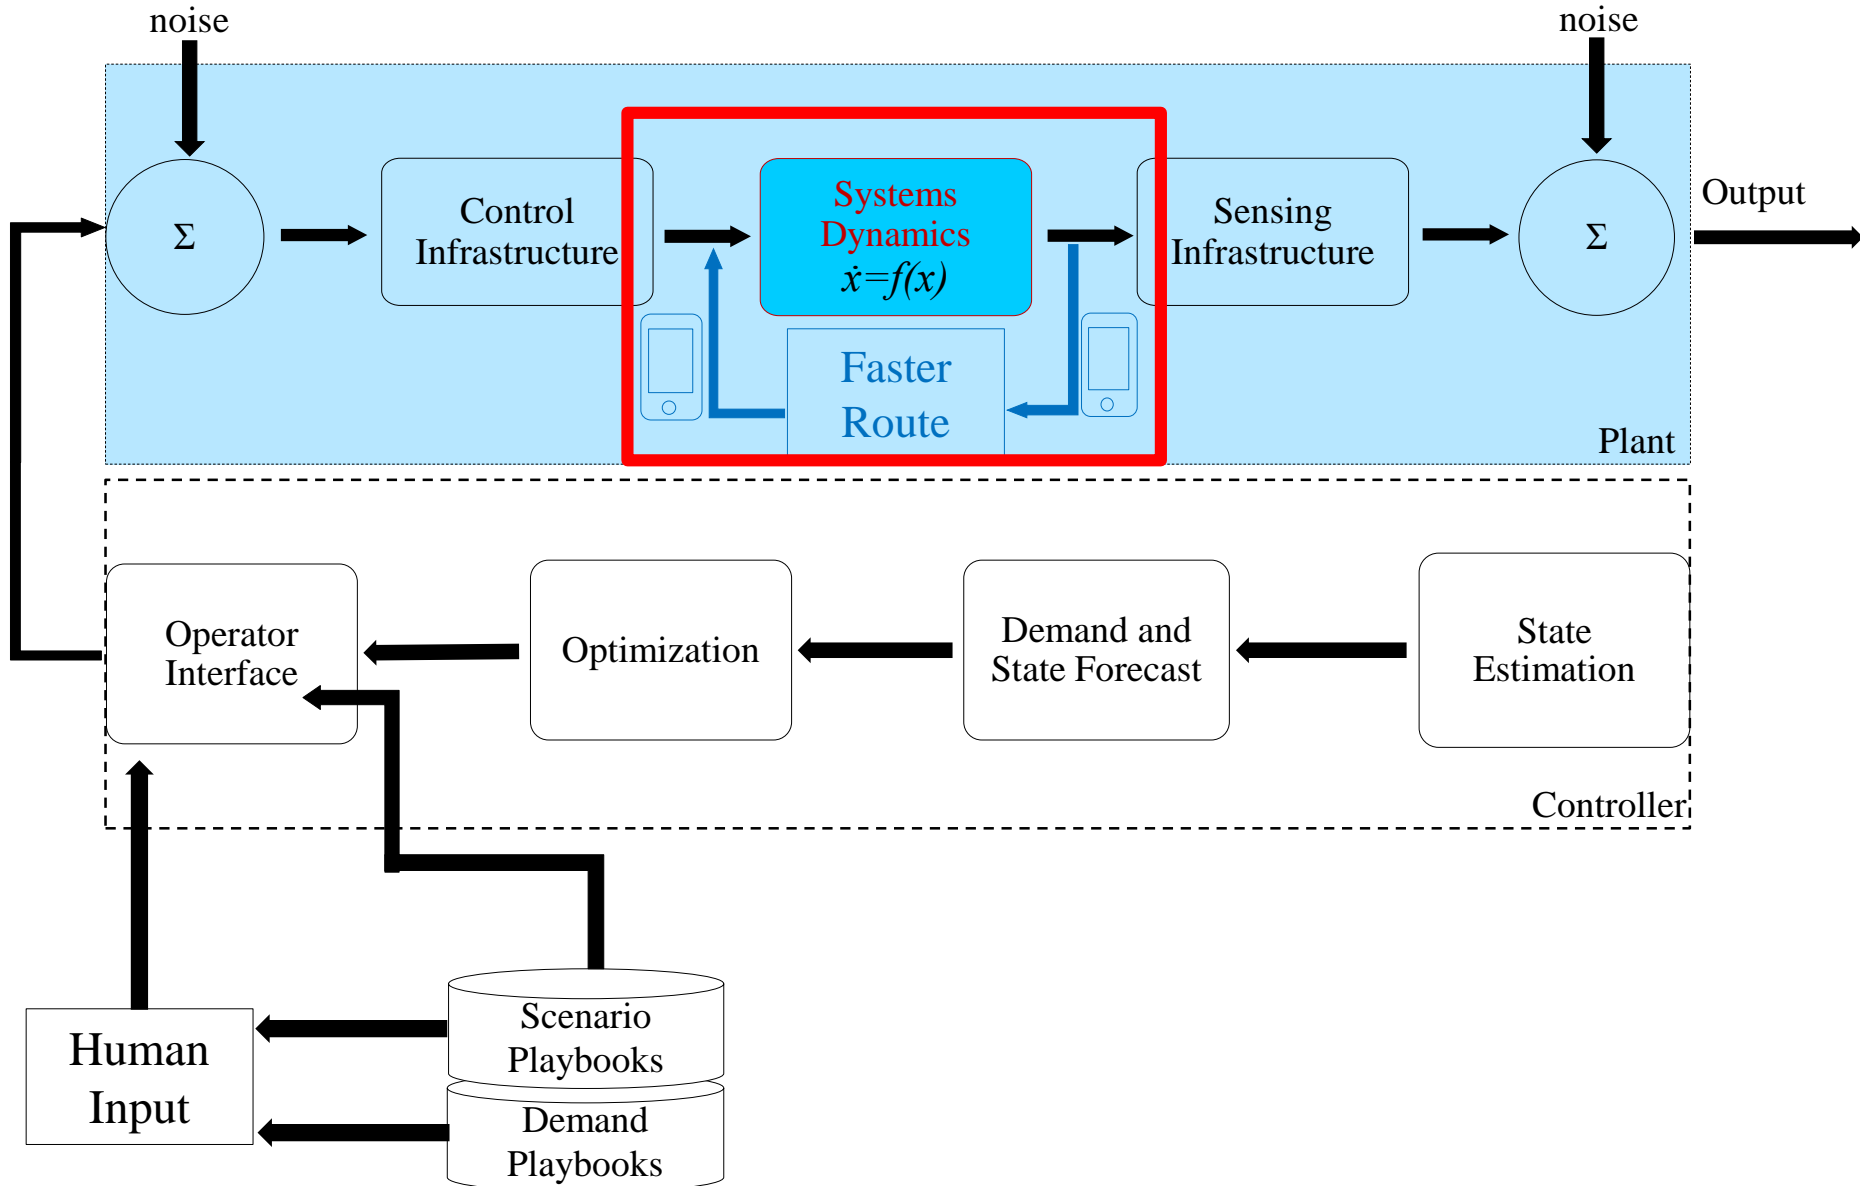 noise
noise
Σ
Control
Infrastructure
Systems
Dynamics
ẋ=f(x)
Sensing
Infrastructure
Σ
Output
Faster
Route
Plant
Operator
Interface
Optimization
Demand and
State Forecast
State
Estimation
Controller
Human
Input
Scenario
Playbooks
Demand
Playbooks